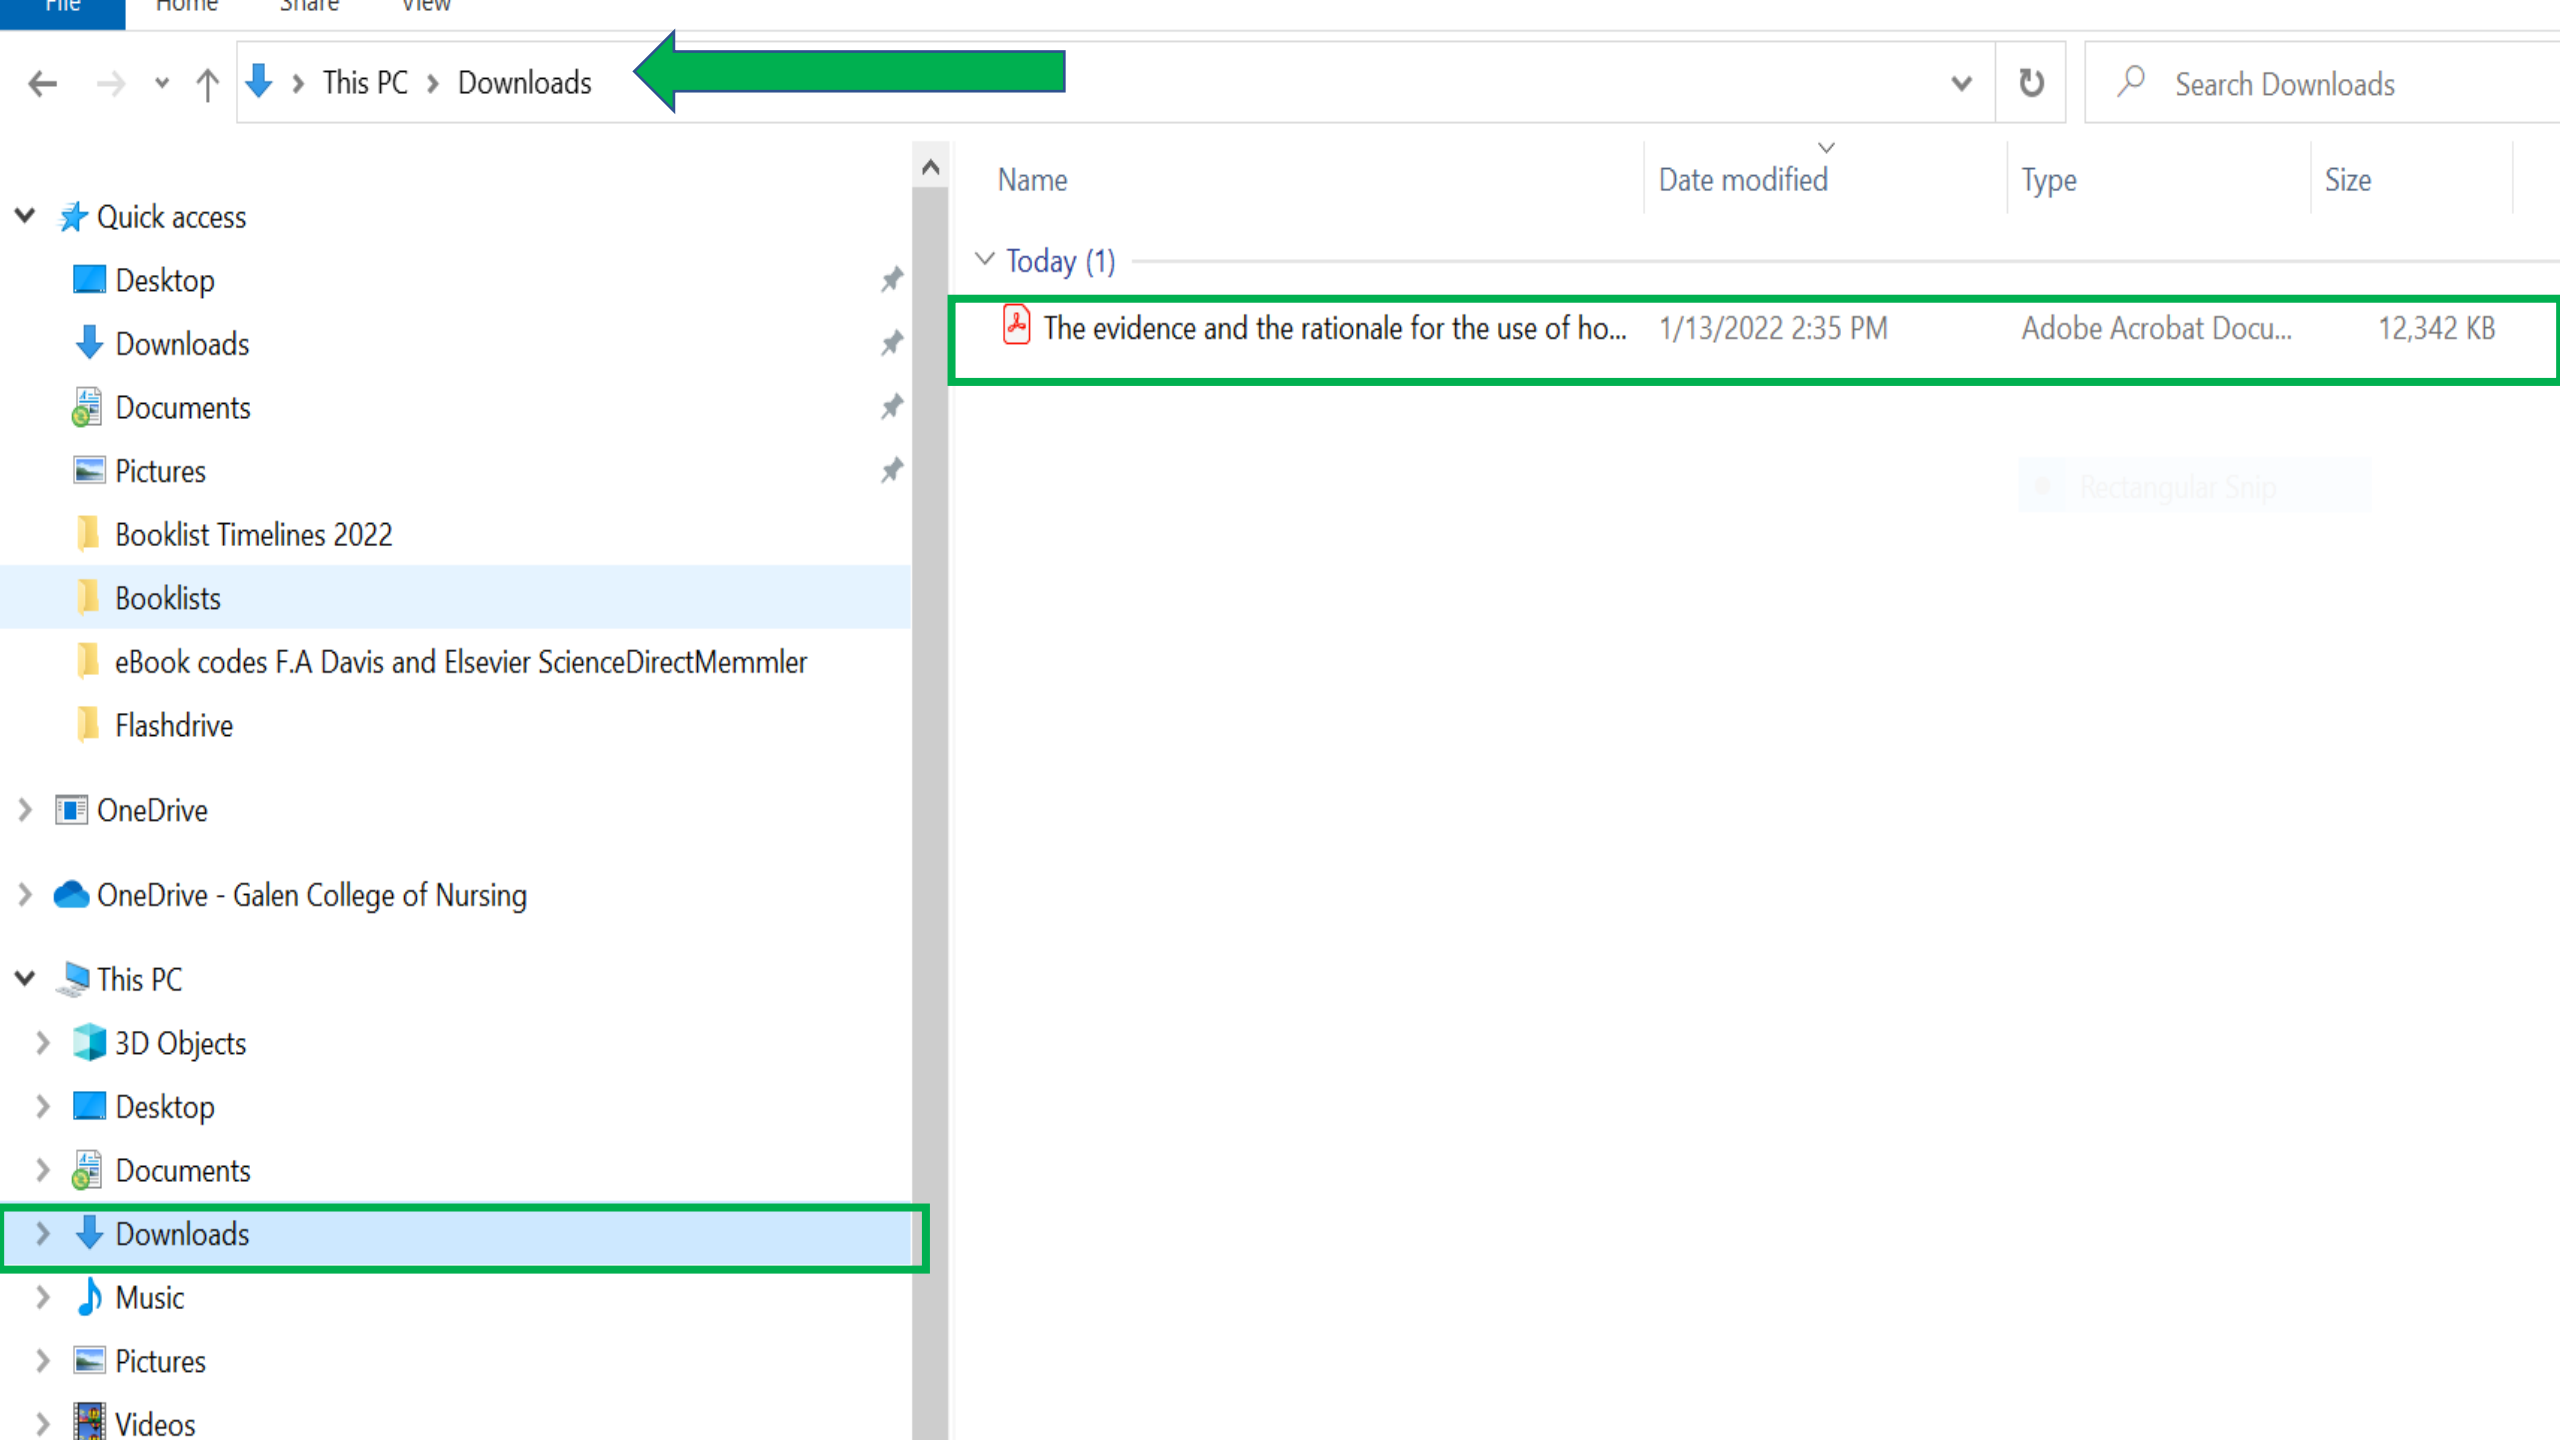 File Home Share View
This PC Downloads
Search Downloads
Name Date modified Type Size
Quick access
Desktop
Downloads
Documents
Pictures
Booklist Timelines 2022
Booklists
eBook codes F.A Davis and Elsevier ScienceDirectMemmler
Flashdrive
OneDrive
OneDrive - Galen College of Nursing
This PC
3D Objects
Desktop
Documents
Downloads
Music
Pictures
Videos
Today (1)
The evidence and the rationale for the use of ho... 1/13/2022 2:35 PM Adobe Acrobat Docu... 12,342 KB
Rectangular Snip